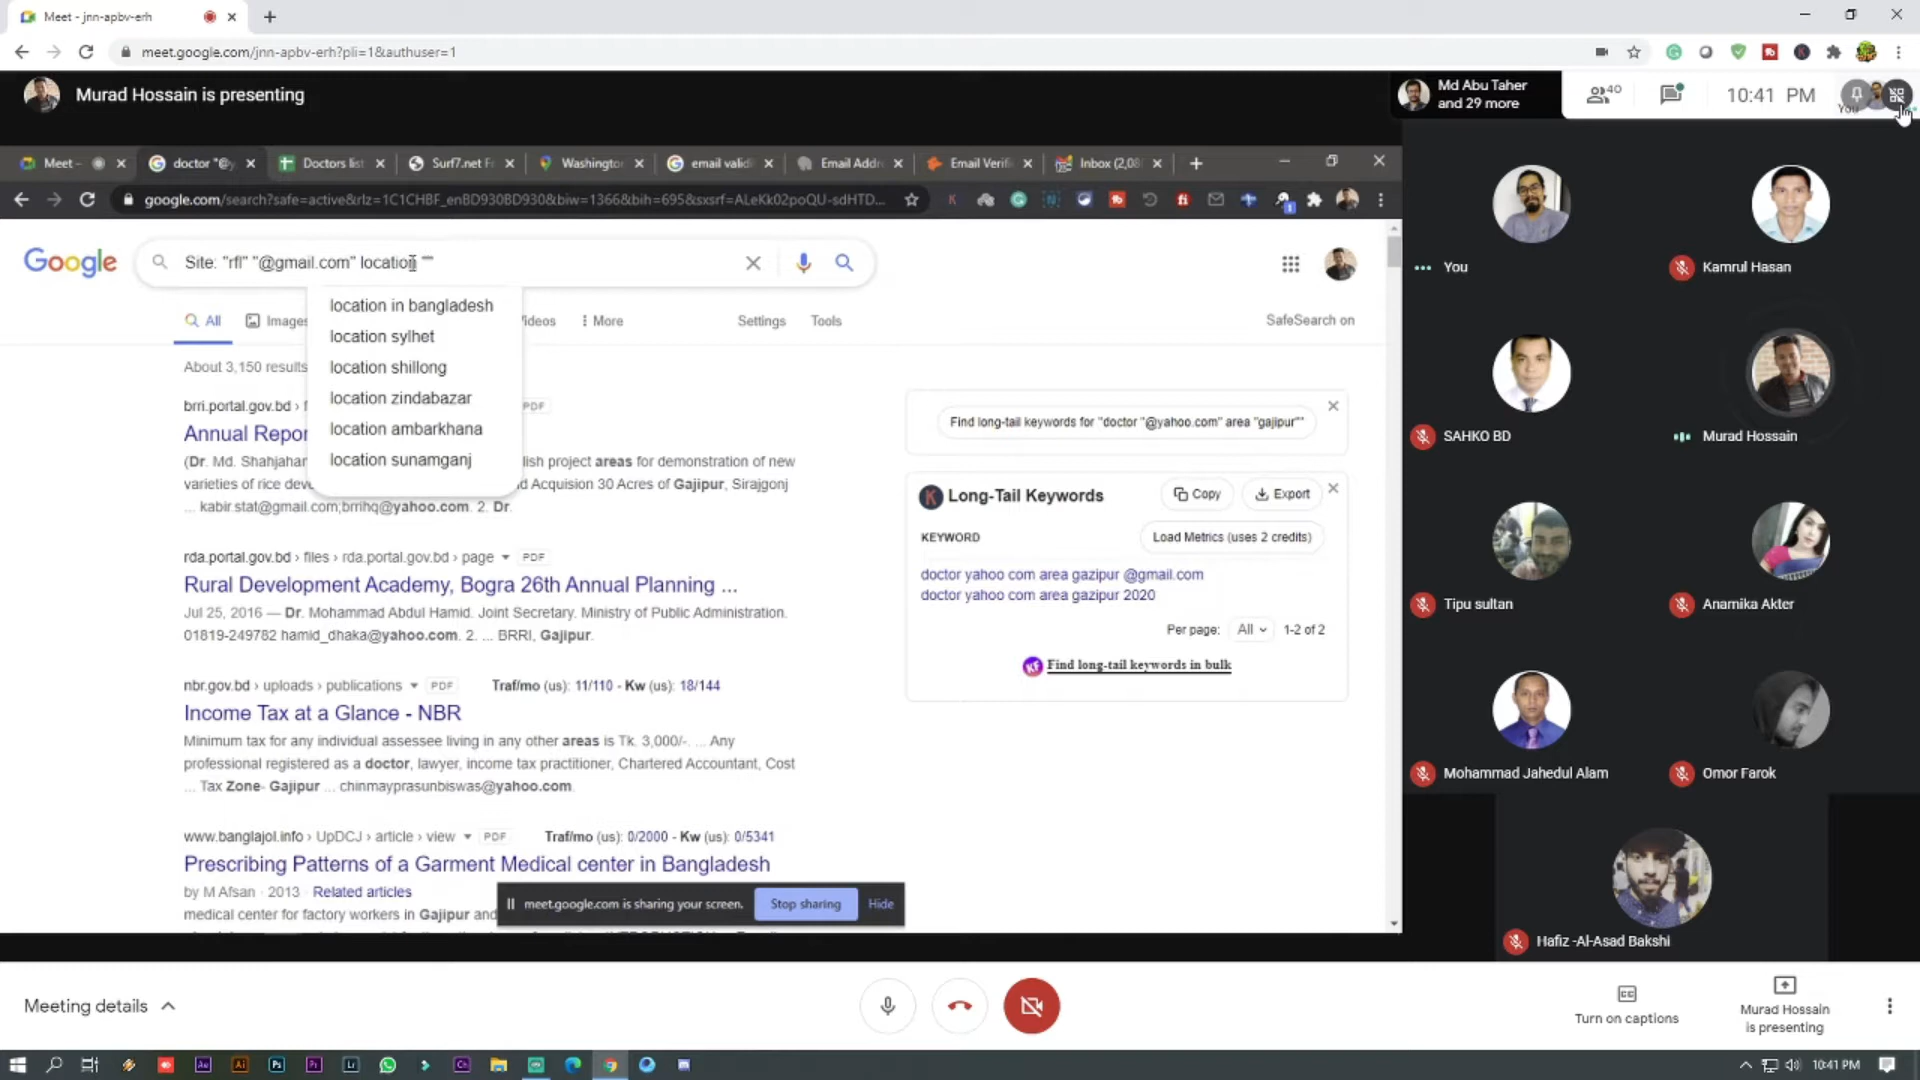 Meet - jnn-apbv-erh
meet.google.com/jnn-apbv-erh?pli=1&authuser=1
Murad Hossain is presenting
Md Abu Taher
and 29 more
40
10:41 PM
You
Meet -
doctor "@y
Doctors list
Surf7.net F
Washington
email valid
Email Addr
Email Verifi
Inbox (2,08
google.com/search?safe=active&rlz=1C1CHBF_enBD930BD930&biw=1366&bih=695&sxsrf=ALeKk02poQU-sdHTD...
Google
Site: "rfl" "@gmail.com" location ""
location in bangladesh
location sylhet
location shillong
location zindabazar
location ambarkhana
location sunamganj
All
Images
Videos
More
Settings
Tools
SafeSearch on
About 3,150 results
brri.portal.gov.bd › f
PDF
Annual Repor
(Dr. Md. Shahjahan
lish project areas for demonstration of new
varieties of rice deve
d Acquision 30 Acres of Gajipur, Sirajgonj
... kabir.stat@gmail.com;brrihq@yahoo.com. 2. Dr.
rda.portal.gov.bd › files › rda.portal.gov.bd › page
PDF
Rural Development Academy, Bogra 26th Annual Planning ...
Jul 25, 2016 — Dr. Mohammad Abdul Hamid. Joint Secretary. Ministry of Public Administration.
01819-249782 hamid_dhaka@yahoo.com. 2. ... BRRI, Gajipur.
nbr.gov.bd › uploads › publications
PDF
Traf/mo (us): 11/110 - Kw (us): 18/144
Income Tax at a Glance - NBR
Minimum tax for any individual assessee living in any other areas is Tk. 3,000/-. ... Any
professional registered as a doctor, lawyer, income tax practitioner, Chartered Accountant, Cost
... Tax Zone- Gajipur ... chinmayprasunbiswas@yahoo.com.
www.banglajol.info › UpDCJ › article › view
PDF
Traf/mo (us): 0/2000 - Kw (us): 0/5341
Prescribing Patterns of a Garment Medical center in Bangladesh
by M Afsan · 2013 · Related articles
medical center for factory workers in Gajipur and
Find long-tail keywords for "doctor "@yahoo.com" area "gajipur""
Long-Tail Keywords
Copy
Export
KEYWORD
Load Metrics (uses 2 credits)
doctor yahoo com area gazipur @gmail.com
doctor yahoo com area gazipur 2020
Per page:
All
1-2 of 2
Find long-tail keywords in bulk
meet.google.com is sharing your screen.
Stop sharing
Hide
You
Kamrul Hasan
SAHKO BD
Murad Hossain
Tipu sultan
Anamika Akter
Mohammad Jahedul Alam
Omor Farok
Hafiz -Al-Asad Bakshi
Meeting details
Turn on captions
Murad Hossain
is presenting
10:41 PM